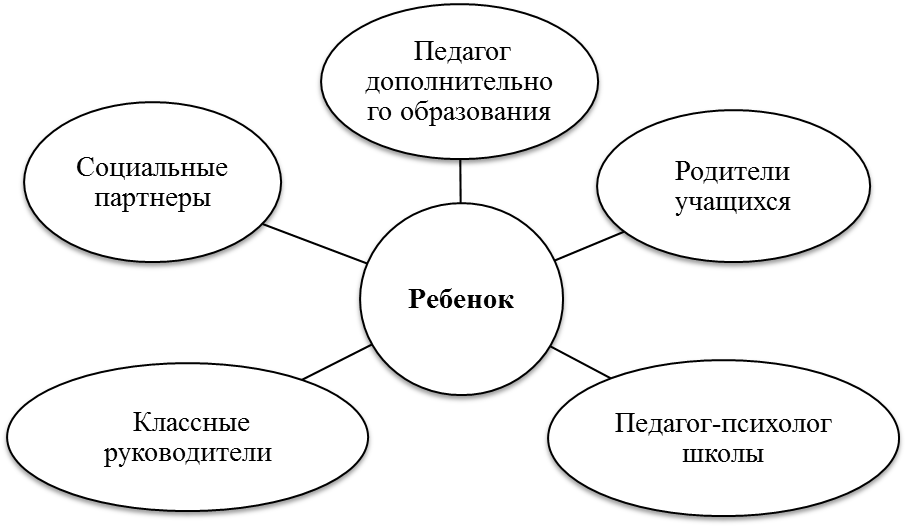 Педагог
дополнительно
го образования
Социальные
партнеры
Родители
учащихся
Ребенок
Классные
руководители
Педагог-психолог
школы